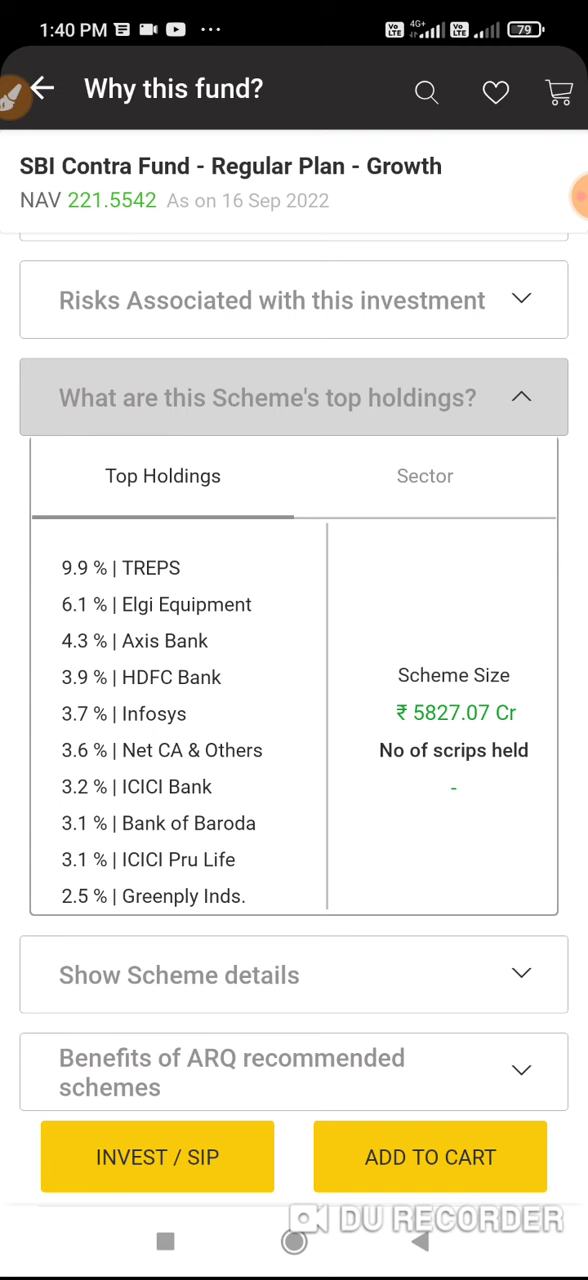 1:40 PM
4G+
79
Why this fund?
SBI Contra Fund - Regular Plan - Growth
NAV 221.5542 As on 16 Sep 2022
Risks Associated with this investment
What are this Scheme's top holdings?
Top Holdings
Sector
9.9 % | TREPS
6.1 % | Elgi Equipment
4.3 % | Axis Bank
3.9 % | HDFC Bank
3.7 % | Infosys
3.6 % | Net CA & Others
3.2 % | ICICI Bank
3.1 % | Bank of Baroda
3.1 % | ICICI Pru Life
2.5 % | Greenply Inds.
Scheme Size
₹ 5827.07 Cr
No of scrips held
-
Show Scheme details
Benefits of ARQ recommended
schemes
INVEST / SIP
ADD TO CART
DU RECORDER